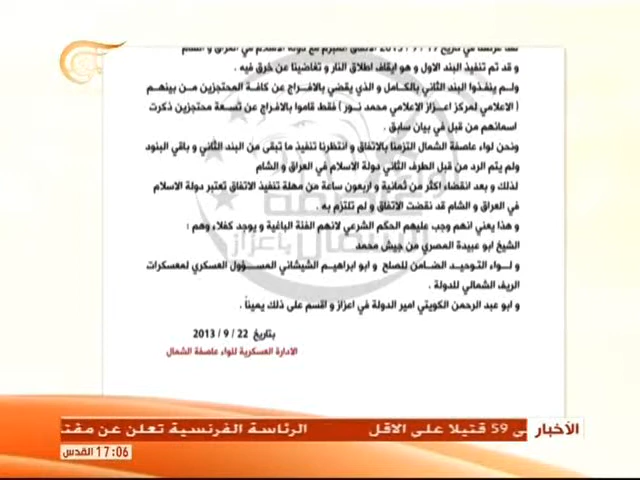 و قد تم تنفيذ البند الاول و هو ايقاف اطلاق النار و تغاضينا عن خرق فيه .
ولم ينفذوا البند الثاني بالكامل و الذي يقضي بالافراج عن كافة المحتجزين من بينهم
( الاعلامي لمركز اعزاز الاعلامي محمد نور ) فقط قاموا بالافراج عن تسعة محتجزين ذكرت
اسمائهم من قبل في بيان سابق .
ونحن لواء عاصفة الشمال التزمنا بالاتفاق و انتظرنا تنفيذ ما تبقى من البند الثاني و باقي البنود
ولم يتم الرد من قبل الطرف الثاني دولة الاسلام في العراق و الشام
لذلك و بعد انقضاء اكثر من ثمانية و اربعون ساعة من مهلة تنفيذ الاتفاق تعتبر دولة الاسلام
في العراق و الشام قد نقضت الاتفاق و لم تلتزم به .
و هذا يعني انهم وجب عليهم الحكم الشرعي لانهم الفئة الباغية و يوجد كفلاء وهم :
الشيخ ابو عبيدة المصري من جيش محمد
و لواء التوحيد الضامن للصلح و ابو ابراهيم الشيشاني المسؤول العسكري لمعسكرات
الريف الشمالي للدولة .
و ابو عبد الرحمن الكويتي امير الدولة في اعزاز و اقسم على ذلك يميناً .
بتاريخ 22 / 9 / 2013
الادارة العسكرية للواء عاصفة الشمال
الأخبار
59 قتيلا على الاقل
الرئاسة الفرنسية تعلن عن
17:06 القدس